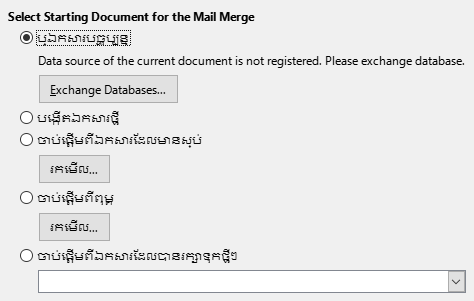 Select Starting Document for the Mail Merge
ប្រើ​ឯកសារ​បច្ចុប្បន្ន
Data source of the current document is not registered. Please exchange database.
Exchange Databases...
បង្កើតឯកសារថ្មី
ចាប់ផ្ដើមពីឯកសារដែលមានស្រាប់
រកមើល...
ចាប់ផ្ដើមពីពុម្ព
រកមើល...
ចាប់ផ្ដើមពីឯកសារដែលបានរក្សាទុកថ្មីៗ